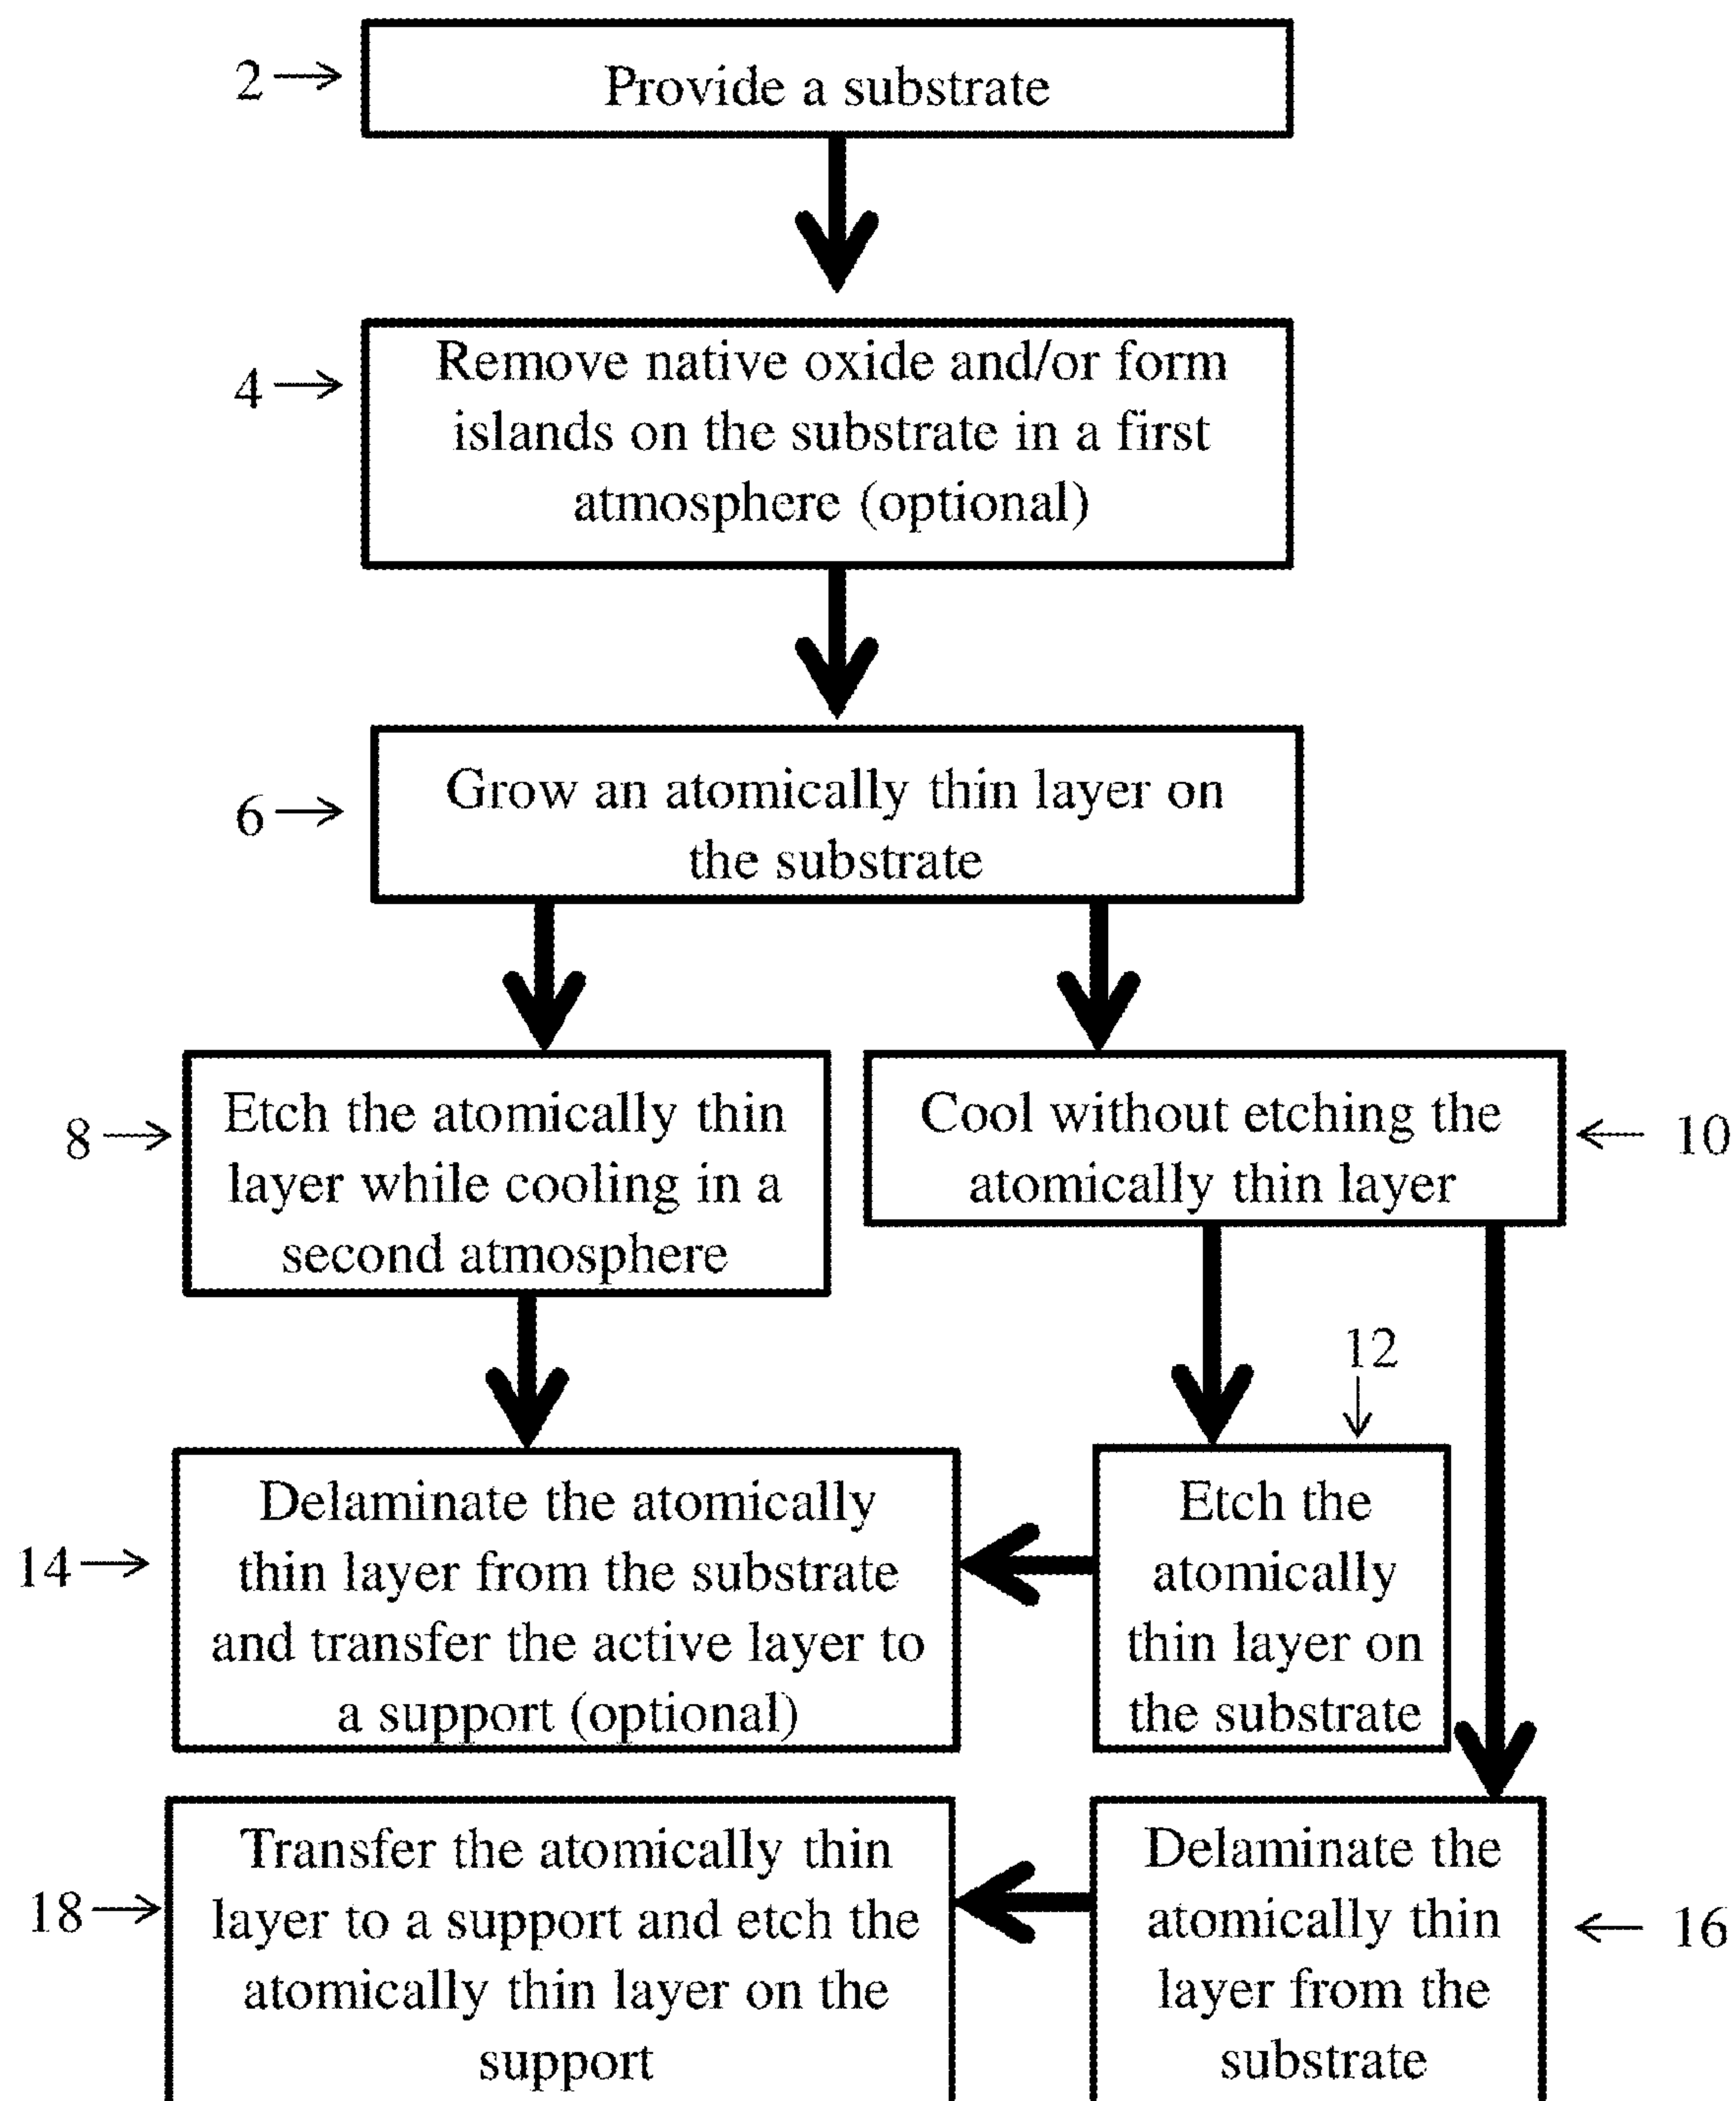 2
Provide a substrate
4
Remove native oxide and/or form
islands on the substrate in a first
atmosphere (optional)
6
Grow an atomically thin layer on
the substrate
8
Etch the atomically thin
layer while cooling in a
second atmosphere
Cool without etching the
atomically thin layer
10
12
14
Delaminate the atomically
thin layer from the substrate
and transfer the active layer to
a support (optional)
Etch the
atomically
thin layer on
the substrate
18
Transfer the atomically thin
layer to a support and etch the
atomically thin layer on the
support
Delaminate the
atomically thin
layer from the
substrate
16